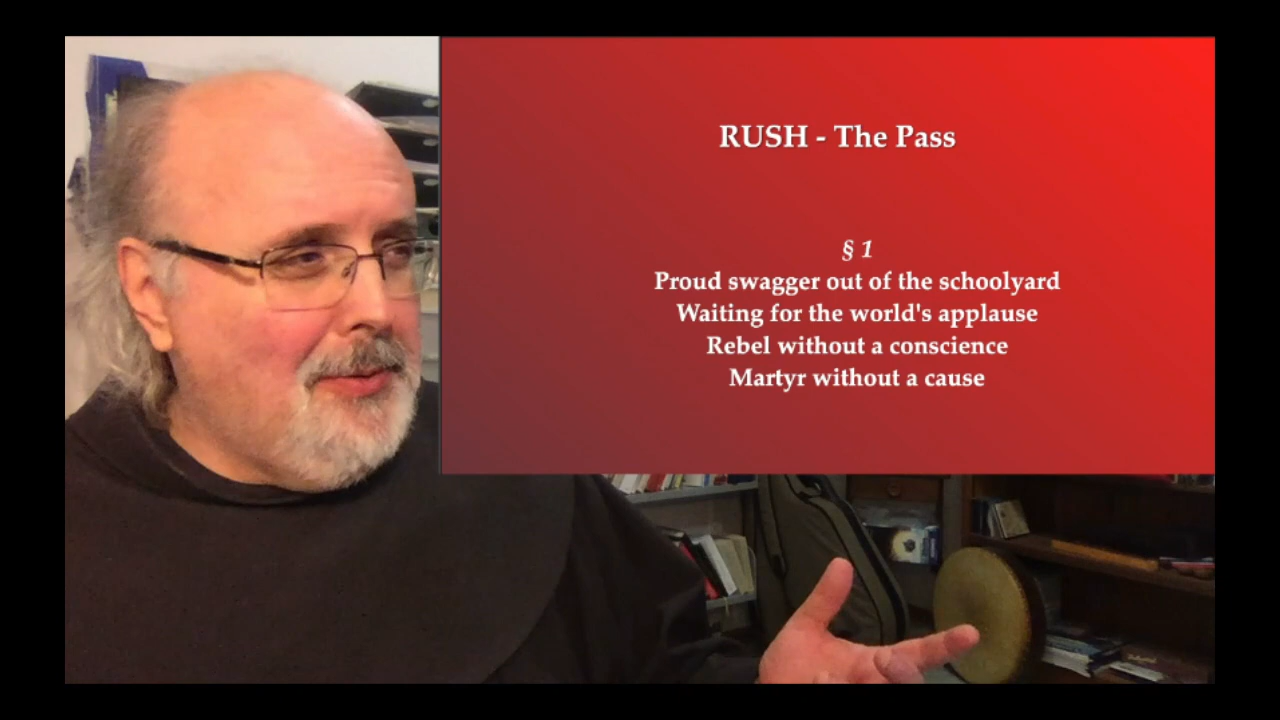 RUSH - The Pass
§ 1
Proud swagger out of the schoolyard
Waiting for the world's applause
Rebel without a conscience
Martyr without a cause